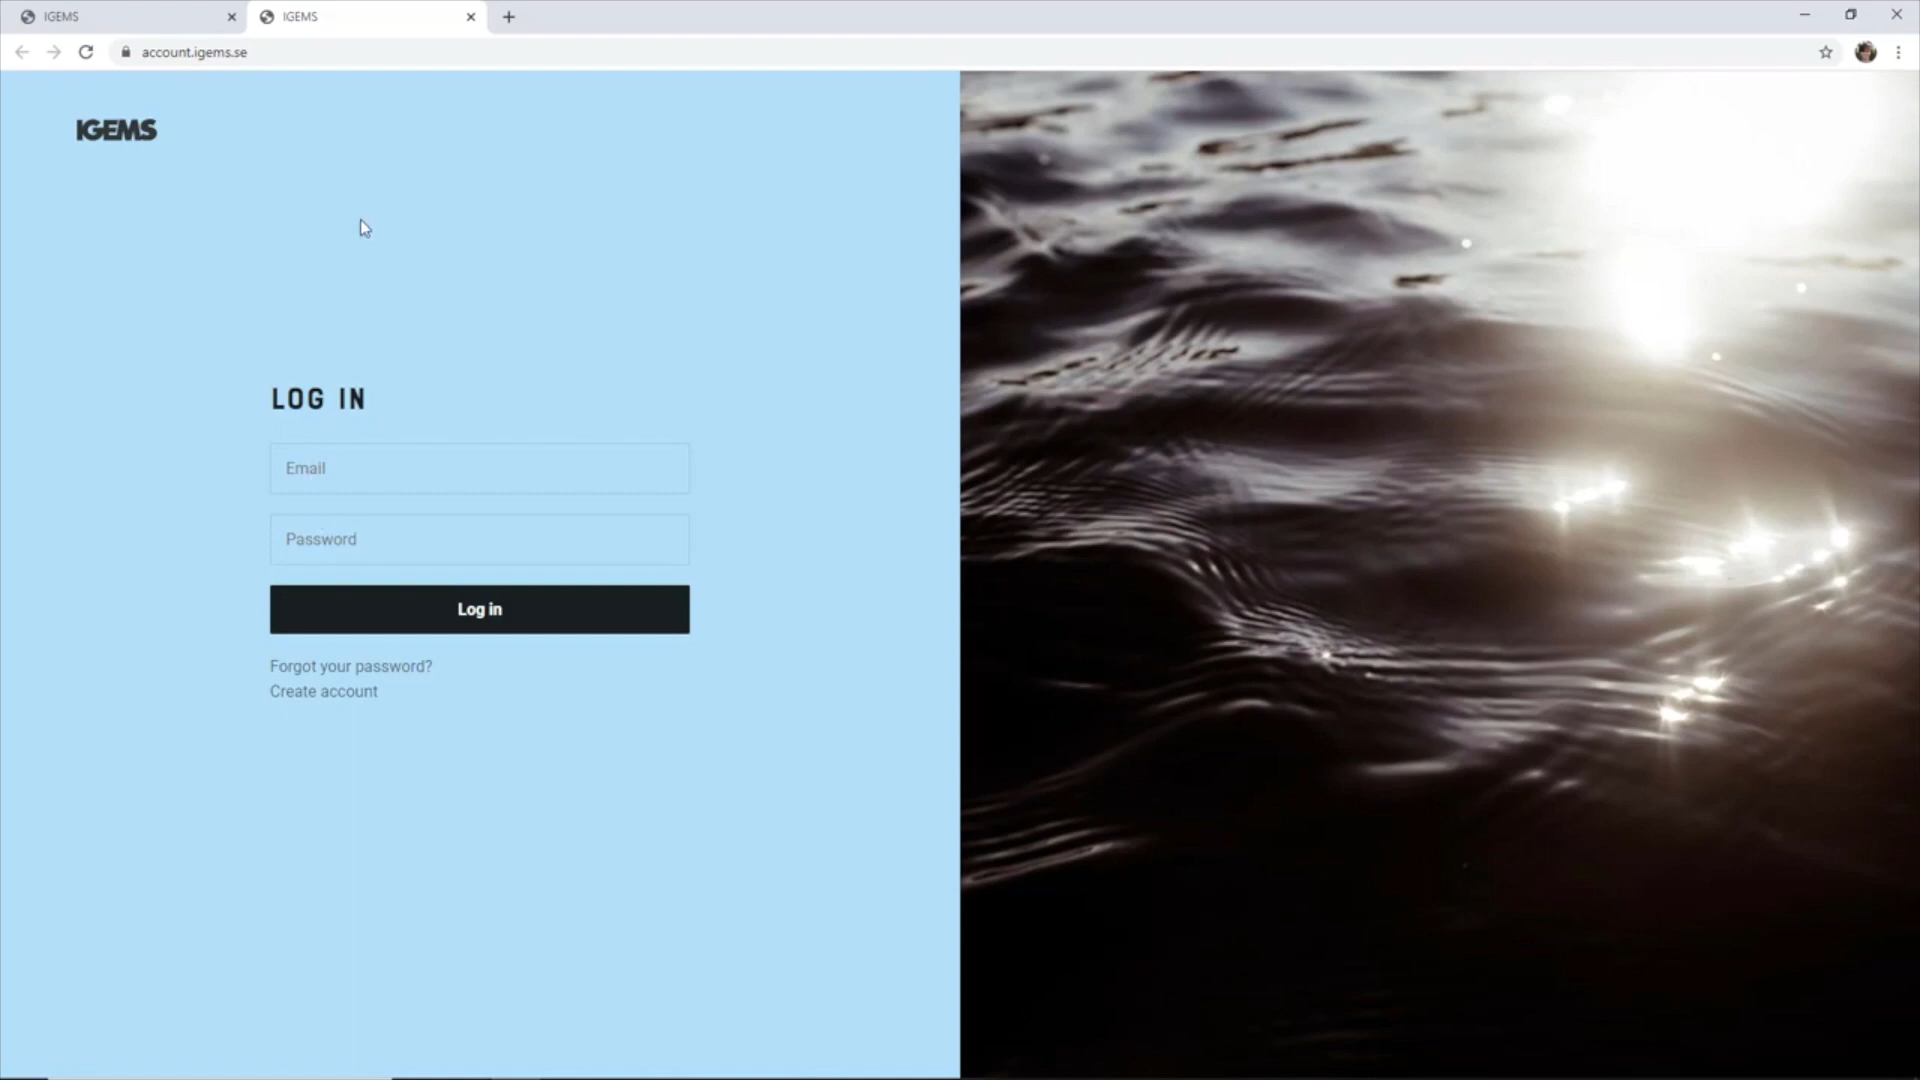 IGEMS
IGEMS
account.igems.se
IGEMS
LOG IN
Email
Password
Log in
Forgot your password?
Create account